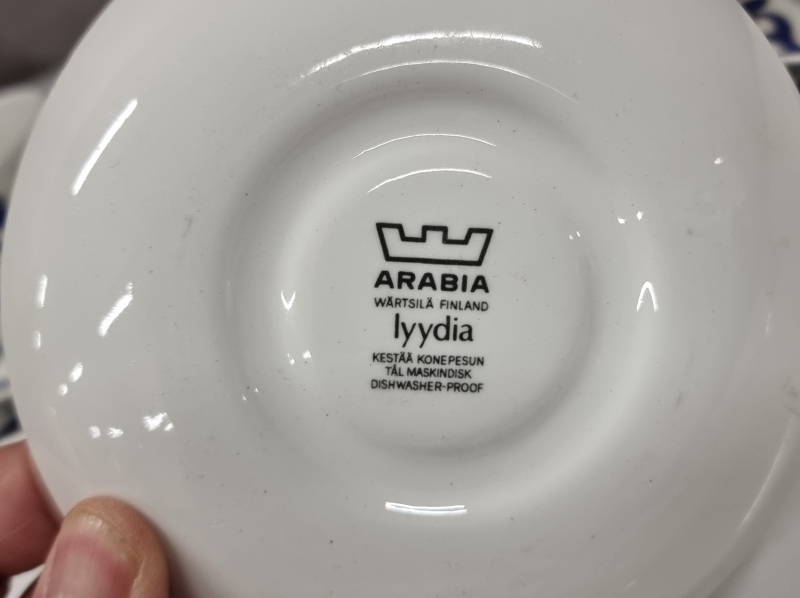 ARABIA
WÄRTSILÄ FINLAND
lyydia
KESTÄÄ KONEPESUN
TÅL MASKINDISK
DISHWASHER-PROOF